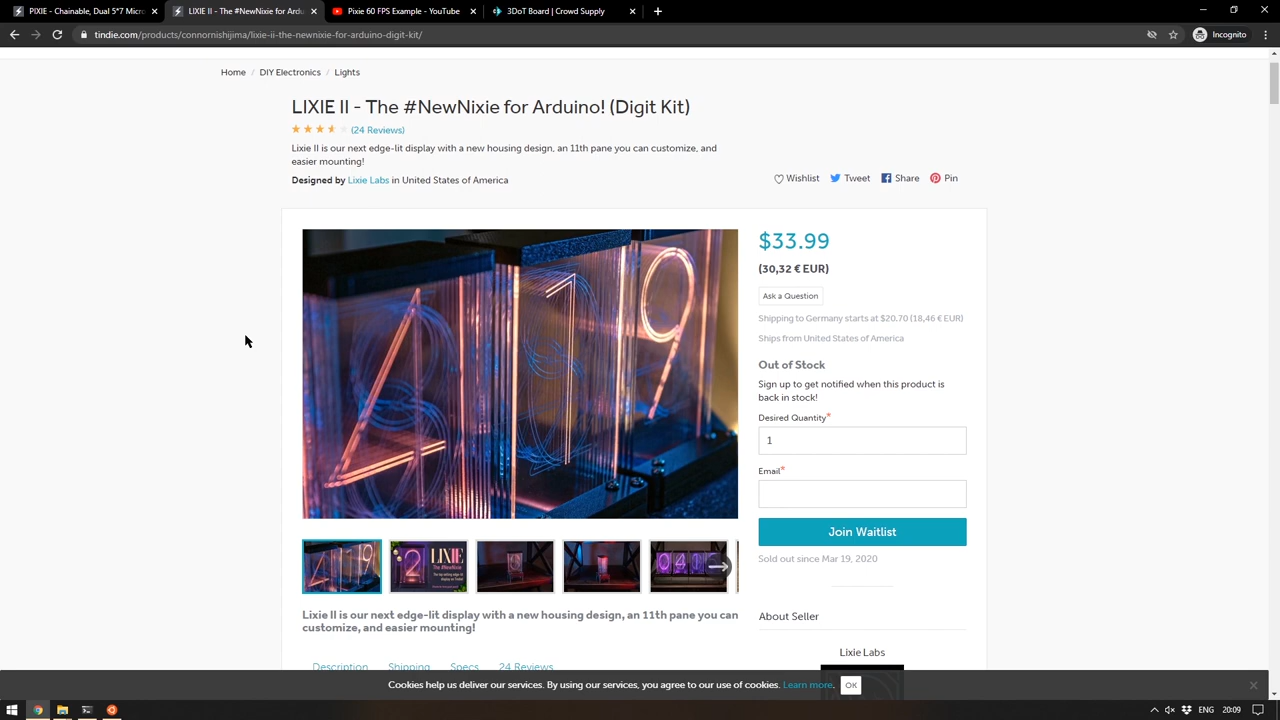 PIXIE - Chainable, Dual 5*7 Micro
LIXIE II - The #NewNixie for Ardu
Pixie for arduino - YouTube
3Dot Board | Crowd Supply
tindie.com/products/connornishijima/lixie-ii-the-newnixie-for-arduino-digit-kit/
Incognito
Home / DIY Electronics / Lights
LIXIE II - The #NewNixie for Arduino! (Digit Kit)
(24 Reviews)
Lixie II is our next edge-lit display with a new housing design, an 11th pane you can customize, and
easier mounting!
Designed by Lixie Labs in United States of America
Wishlist Tweet Share Pin
$33.99
(30,32 € EUR)
Ask a Question
Shipping to Germany starts at $20.70 (18,46 € EUR)
Ships from United States of America
Out of Stock
Sign up to get notified when this product is
back in stock!
Desired Quantity*
1
Email*
Join Waitlist
Sold out since Mar 19, 2020
2 LIXIE
The #NewNixie
Lixie II is our next edge-lit display with a new housing design, an 11th pane you can
customize, and easier mounting!
About Seller
Lixie Labs
Description Shipping Specs 24 Reviews
Cookies help us deliver our services. By using our services, you agree to our use of cookies. Learn more. OK
ENG 20:09